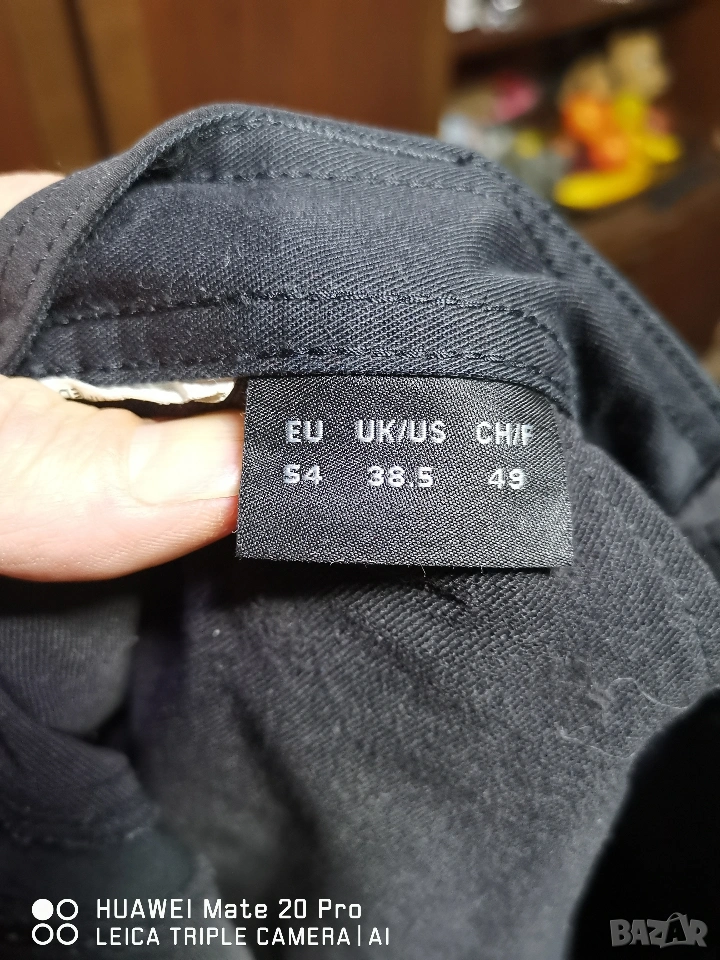 EU UK/US CH/F
54 38.5 49
HUAWEI Mate 20 Pro
LEICA TRIPLE CAMERA | AI
BAZAR